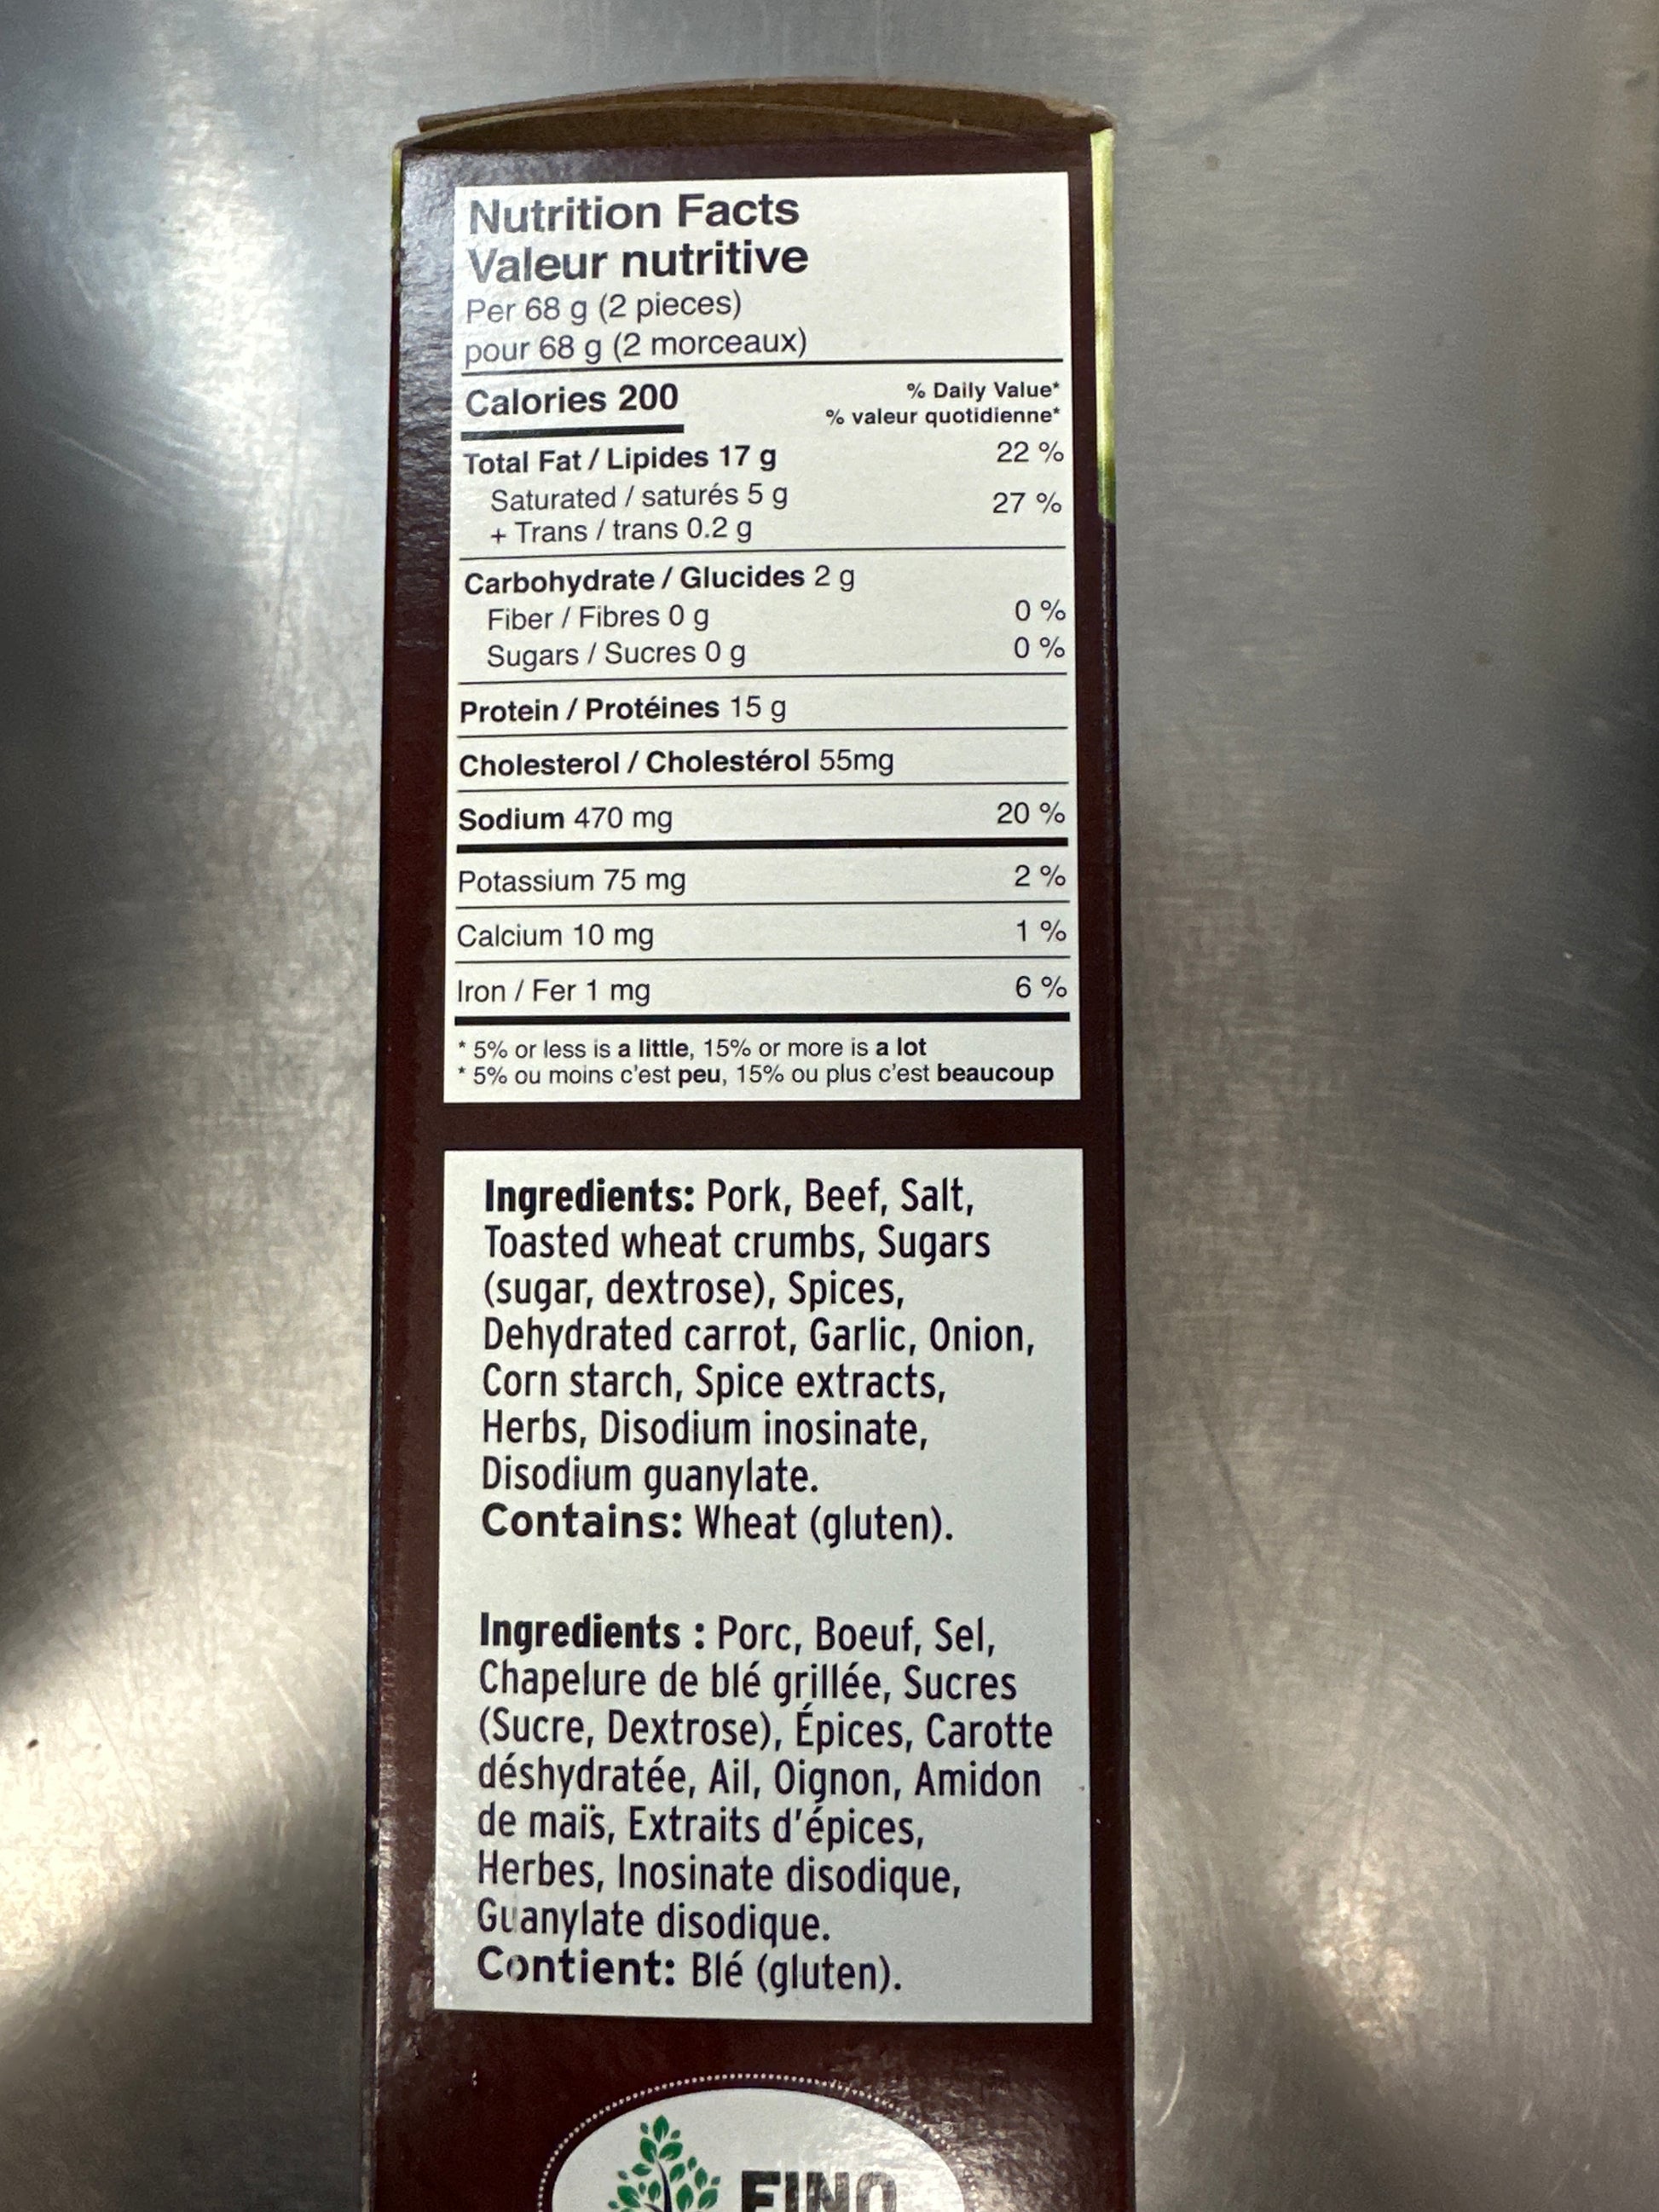 Nutrition Facts
Valeur nutritive
Per 68 g (2 pieces)
pour 68 g (2 morceaux)
Calories 200
% Daily Value*
% valeur quotidienne*
Total Fat / Lipides 17 g 22 %
Saturated / saturés 5 g 27 %
+ Trans / trans 0.2 g
Carbohydrate / Glucides 2 g
Fiber / Fibres 0 g 0 %
Sugars / Sucres 0 g 0 %
Protein / Protéines 15 g
Cholesterol / Cholestérol 55mg
Sodium 470 mg 20 %
Potassium 75 mg 2 %
Calcium 10 mg 1 %
Iron / Fer 1 mg 6 %
* 5% or less is a little, 15% or more is a lot
* 5% ou moins c'est peu, 15% ou plus c'est beaucoup
Ingredients: Pork, Beef, Salt,
Toasted wheat crumbs, Sugars
(sugar, dextrose), Spices,
Dehydrated carrot, Garlic, Onion,
Corn starch, Spice extracts,
Herbs, Disodium inosinate,
Disodium guanylate.
Contains: Wheat (gluten).
Ingredients : Porc, Boeuf, Sel,
Chapelure de blé grillée, Sucres
(Sucre, Dextrose), Épices, Carotte
déshydratée, Ail, Oignon, Amidon
de maïs, Extraits d'épices,
Herbes, Inosinate disodique,
Guanylate disodique.
Contient: Blé (gluten).